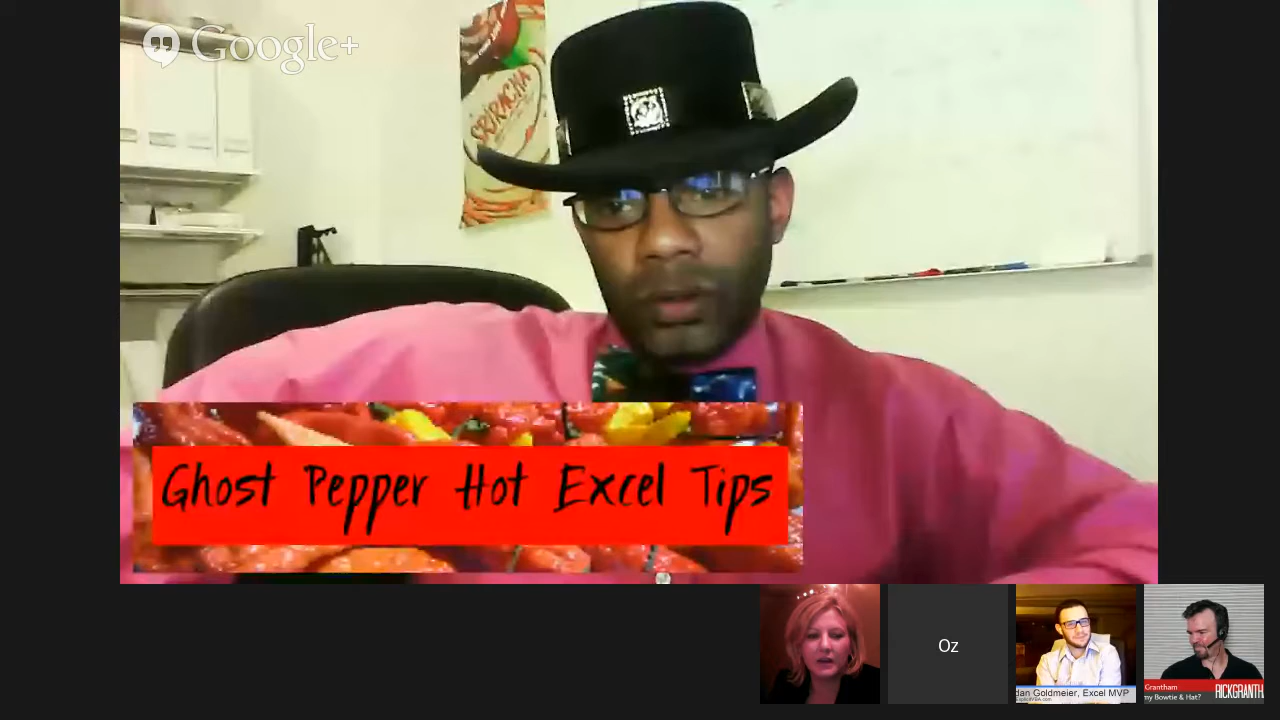 Google+
SRIRACHA
Ghost Pepper Hot Excel Tips
Oz
dan Goldmeier, Excel MVP
Grantham
my Bowtie & Hat?
RICKGRANTH